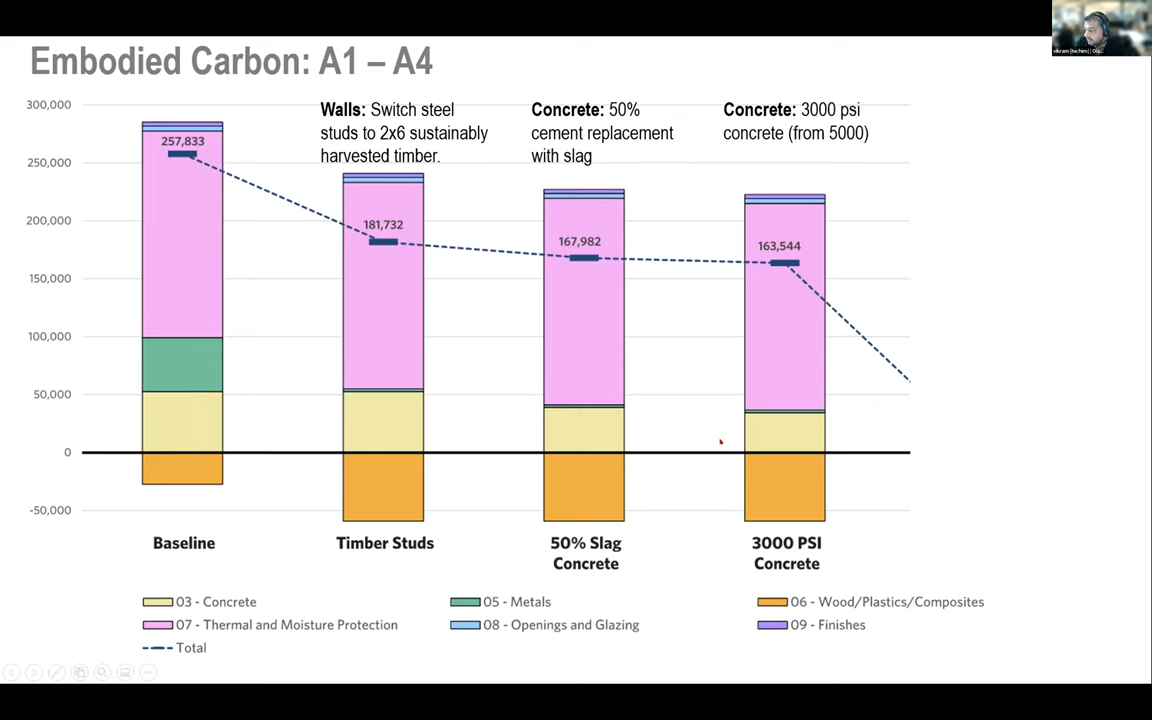 Embodied Carbon: A1 – A4
300,000
250,000
200,000
150,000
100,000
50,000
0
-50,000
Walls: Switch steel
studs to 2x6 sustainably
harvested timber.
Concrete: 50%
cement replacement
with slag
Concrete: 3000 psi
concrete (from 5000)
257,833
181,732
167,982
163,544
Baseline
Timber Studs
50% Slag
Concrete
3000 PSI
Concrete
03 - Concrete
05 - Metals
06 - Wood/Plastics/Composites
07 - Thermal and Moisture Protection
08 - Openings and Glazing
09 - Finishes
Total